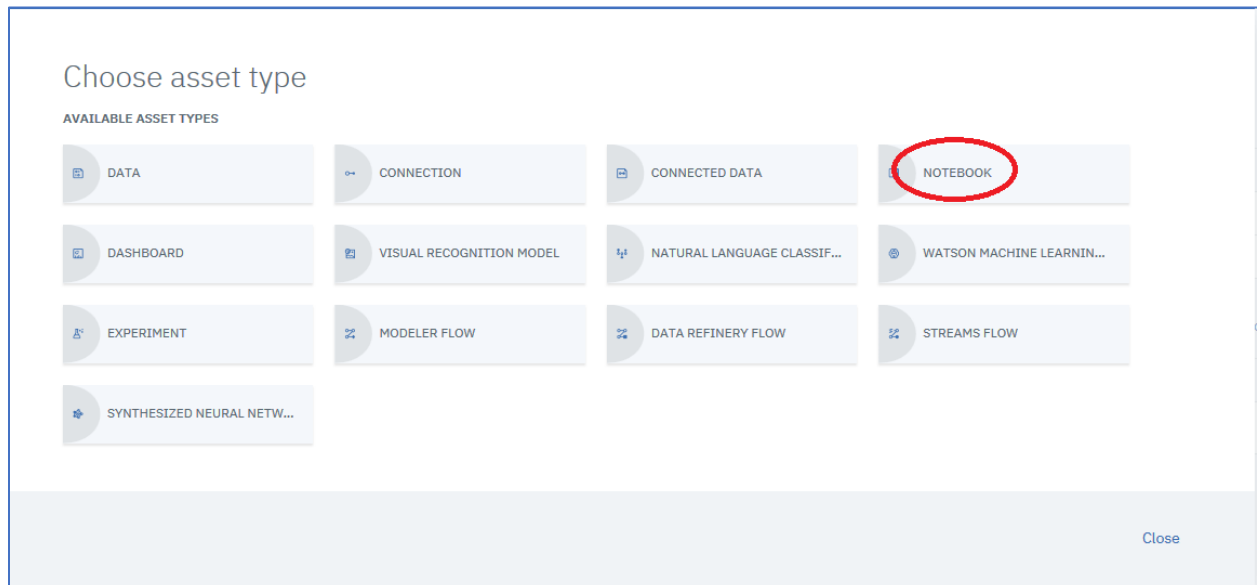 Choose asset type
AVAILABLE ASSET TYPES
DATA
CONNECTION
CONNECTED DATA
NOTEBOOK
DASHBOARD
VISUAL RECOGNITION MODEL
NATURAL LANGUAGE CLASSIF...
WATSON MACHINE LEARNIN...
EXPERIMENT
MODELER FLOW
DATA REFINERY FLOW
STREAMS FLOW
SYNTHESIZED NEURAL NETW...
Close